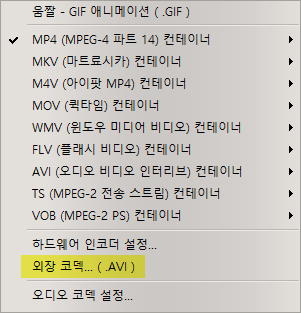 움짤 - GIF 애니메이션 ( .GIF )
MP4 (MPEG-4 파트 14) 컨테이너
MKV (마트료시카) 컨테이너
M4V (아이팟 MP4) 컨테이너
MOV (퀵타임) 컨테이너
WMV (윈도우 미디어 비디오) 컨테이너
FLV (플래시 비디오) 컨테이너
AVI (오디오 비디오 인터리브) 컨테이너
TS (MPEG-2 전송 스트림) 컨테이너
VOB (MPEG-2 PS) 컨테이너
하드웨어 인코더 설정...
외장 코덱... ( .AVI )
오디오 코덱 설정...